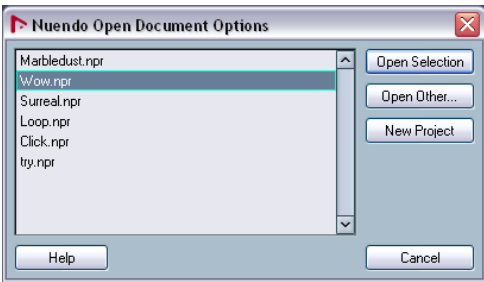 Nuendo Open Document Options
Marbledust.npr
Wow.npr
Surreal.npr
Loop.npr
Click.npr
try.npr
Open Selection
Open Other...
New Project
Help
Cancel